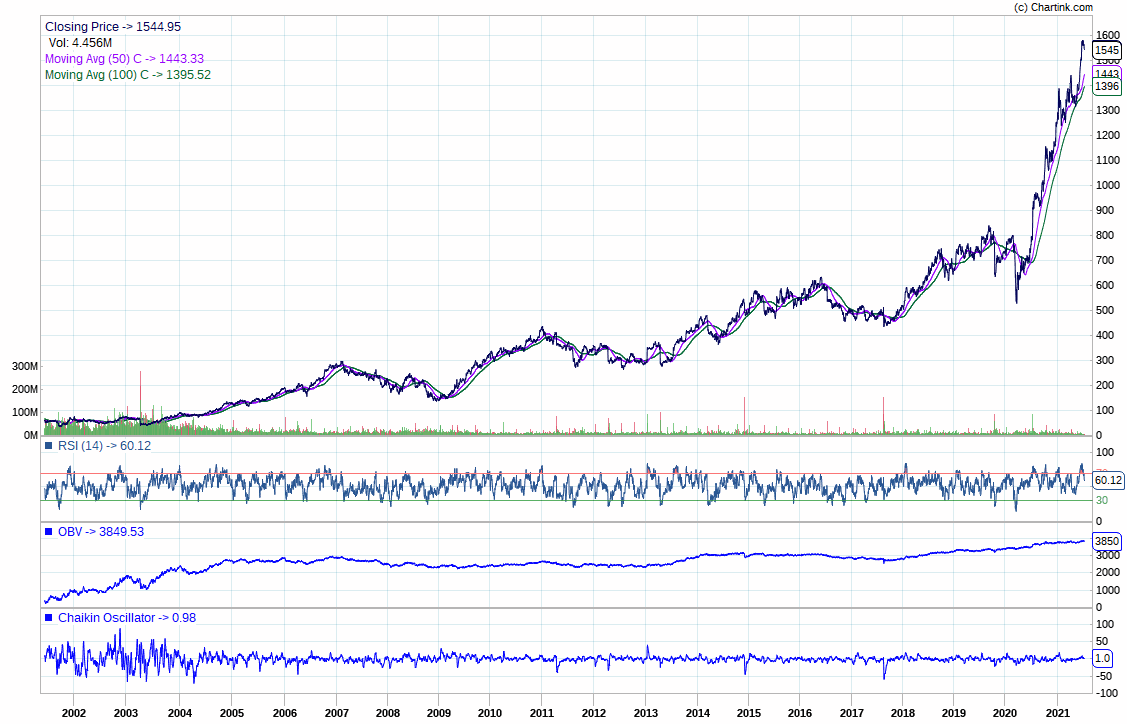 (c) Chartink.com
Closing Price -> 1544.95
Vol: 4.456M
Moving Avg (50) C -> 1443.33
Moving Avg (100) C -> 1395.52
1600
1545
1500
1443
1396
1300
1200
1100
1000
900
800
700
600
500
400
300
200
100
0
300M
200M
100M
0M
RSI (14) -> 60.12
100
70
60.12
30
0
OBV -> 3849.53
3850
3000
2000
1000
0
Chaikin Oscillator -> 0.98
100
50
1.0
-50
-100
2002 2003 2004 2005 2006 2007 2008 2009 2010 2011 2012 2013 2014 2015 2016 2017 2018 2019 2020 2021